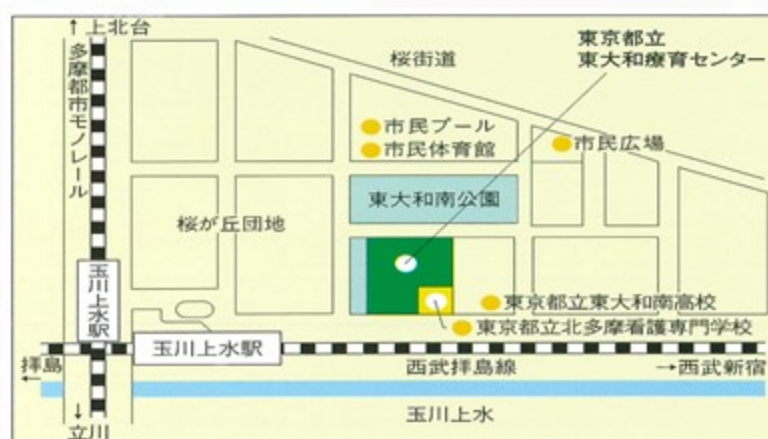 ↑上北台
多摩都市モノレール
桜街道
東京都立
東大和療育センター
市民プール
市民体育館
市民広場
東大和南公園
桜が丘団地
玉川上水駅
東京都立東大和南高校
東京都立北多摩看護専門学校
玉川上水駅
拝島
←
西武拝島線
→西武新宿
玉川上水
↓
立川